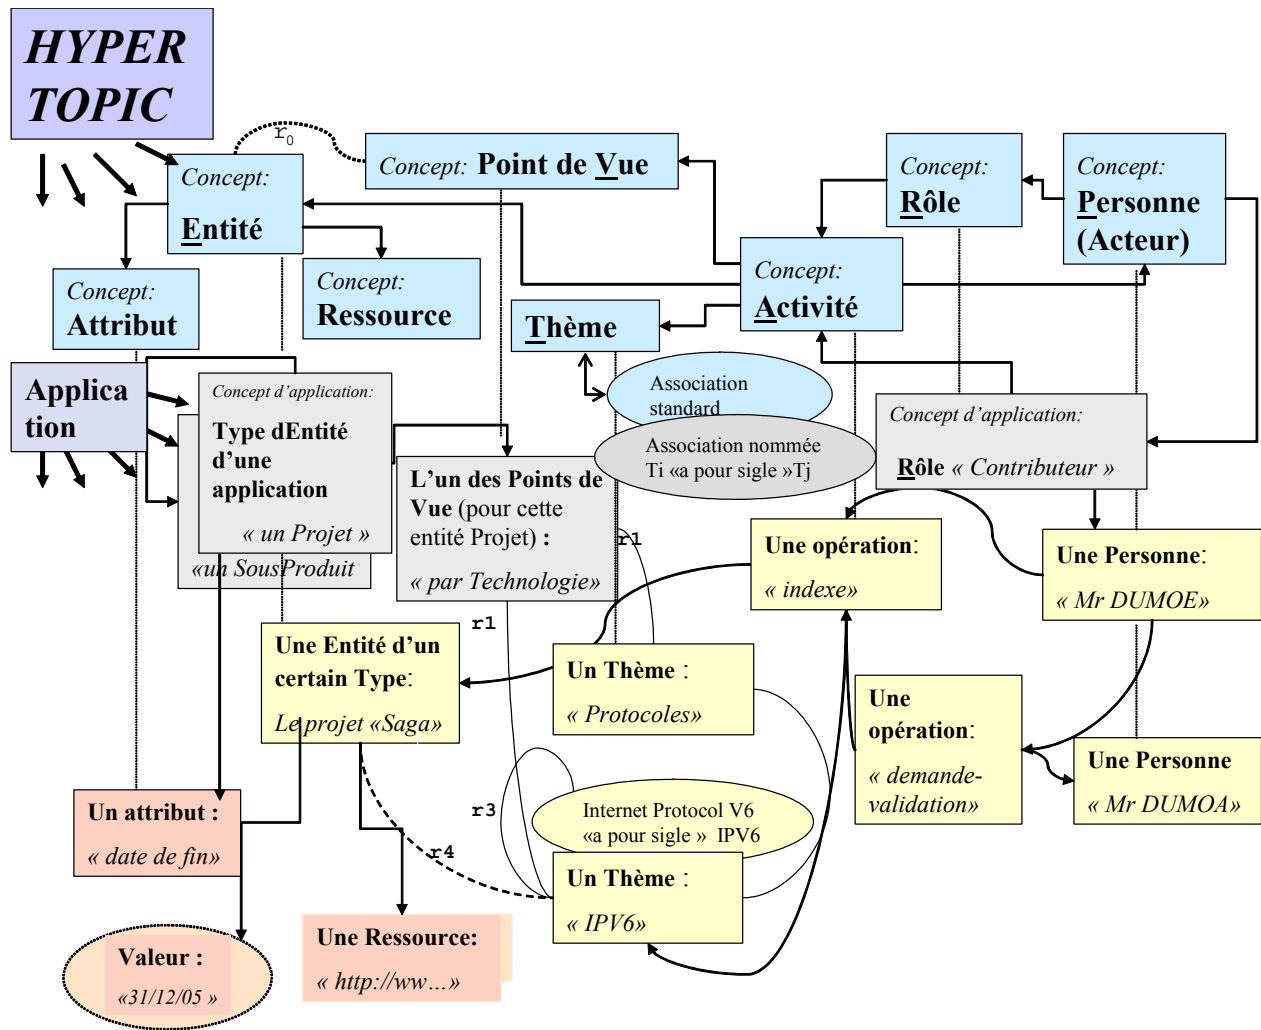 HYPER
TOPIC
r0
Concept: Point de Vue
Concept:
Entité
Concept:
Rôle
Concept:
Personne
(Acteur)
Concept:
Attribut
Concept:
Ressource
Concept:
Activité
Thème
Applica
tion
Concept d’application:
Type dEntité
d’une
application
« un Projet »
«un SousProduit
Association
standard
Association nommée
Ti «a pour sigle »Tj
Concept d’application:
Rôle « Contributeur »
L’un des Points de
Vue (pour cette
entité Projet) :
« par Technologie»
r1
Une opération:
« indexe»
Une Personne:
« Mr DUMOE»
r1
Une Entité d’un
certain Type:
Le projet «Saga»
Un Thème :
« Protocoles»
Une
opération:
« demande-
validation»
Une Personne
« Mr DUMOA»
Un attribut :
« date de fin»
r3
Internet Protocol V6
«a pour sigle » IPV6
r4
Un Thème :
« IPV6»
Valeur :
«31/12/05 »
Une Ressource:
« http://ww…»